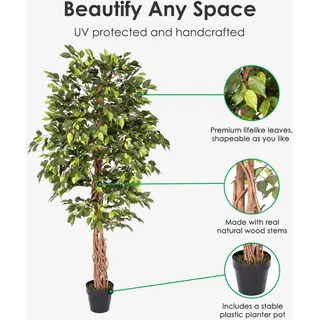 Beautify Any Space
UV protected and handcrafted
Premium lifelike leaves,
shapeable as you like
Made with real
natural wood stems
Includes a stable
plastic planter pot